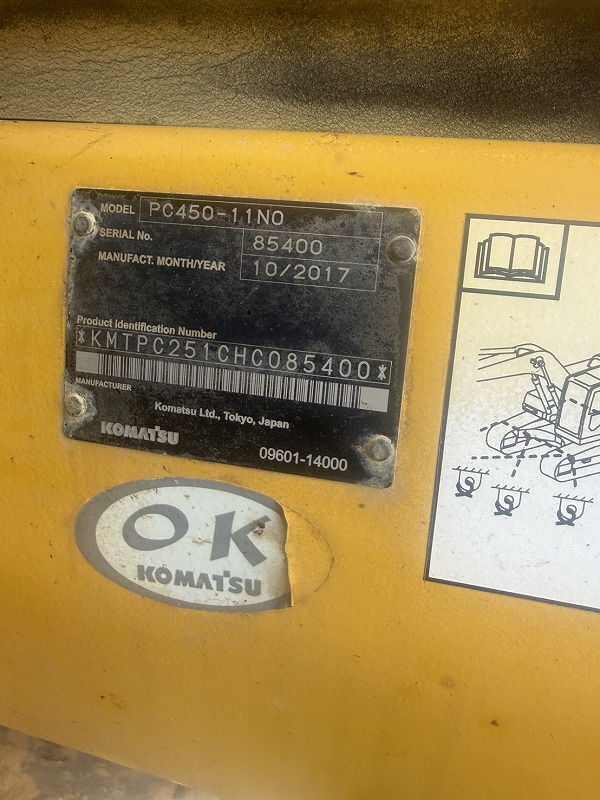 MODEL PC450-11N0
SERIAL No. 85400
MANUFACT. MONTH/YEAR 10/2017
Product Identification Number
*KMTPC251CHC085400*
MANUFACTURER
Komatsu Ltd., Tokyo, Japan
KOMATSU
09601-14000
OK
KOMATSU